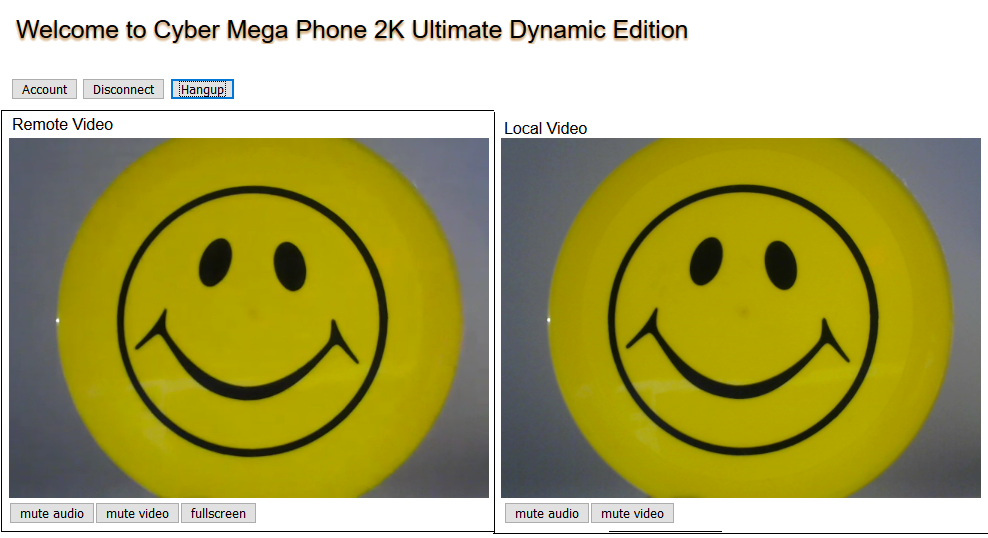 Welcome to Cyber Mega Phone 2K Ultimate Dynamic Edition
Account Disconnect Hangup
Remote Video
Local Video
mute audio mute video fullscreen
mute audio mute video